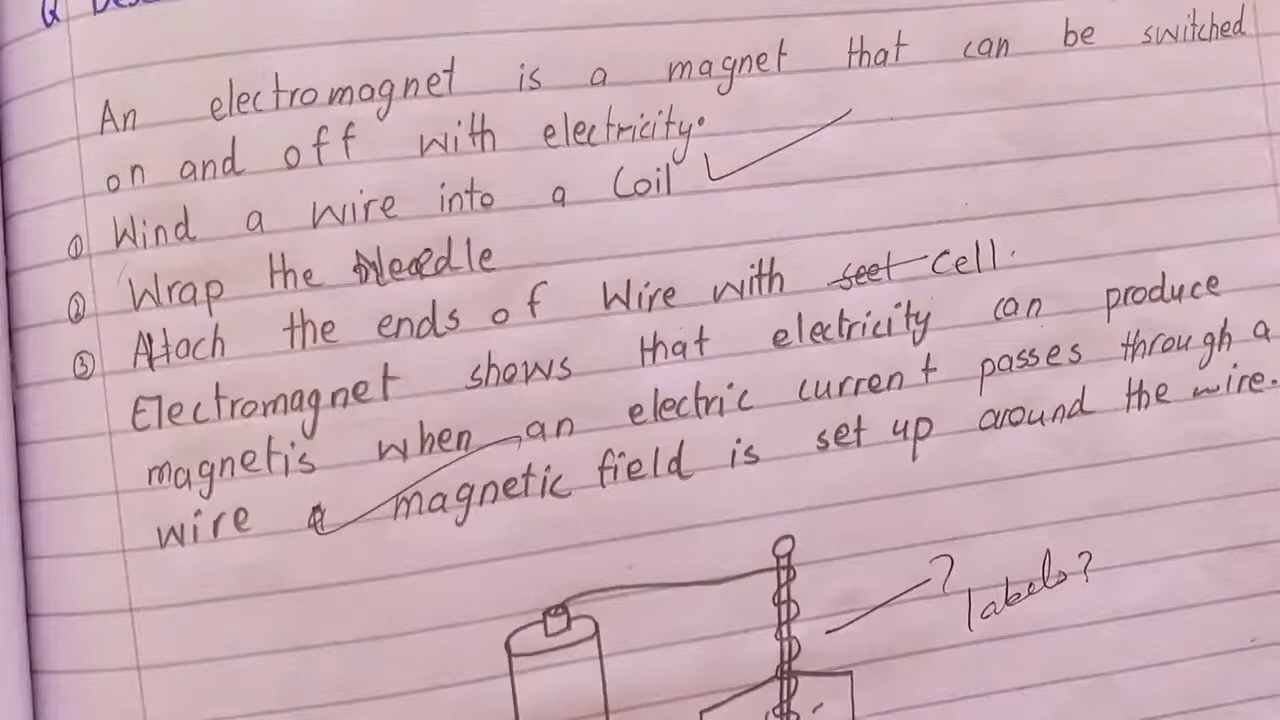 Q
An electromagnet is a magnet that can be switched
on and off with electricity.
① Wind a wire into a Coil
② Wrap the Needle
③ Attach the ends of Wire with seet cell.
Electromagnet shows that electricity can produce
magnetis when an electric current passes through a
wire a magnetic field is set up around the wire.
?
labels?